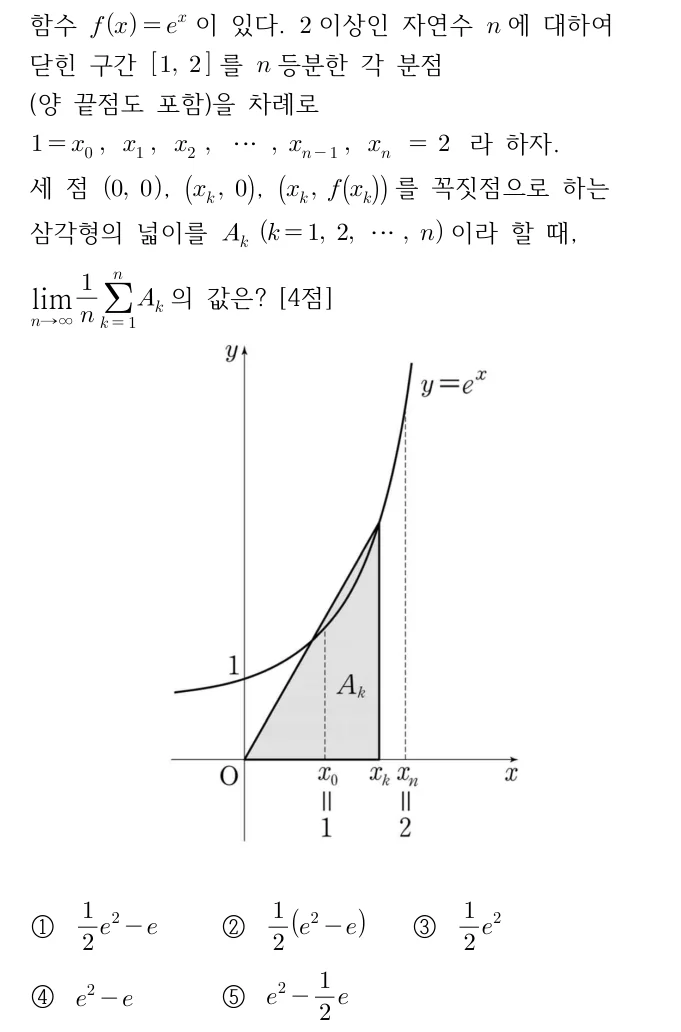 함수 f(x)=e^x 이 있다. 2 이상인 자연수 n에 대하여
닫힌 구간 [1, 2]를 n등분한 각 분점
(양 끝점도 포함)을 차례로
1=x_0, x_1, x_2, ⋯, x_{n-1}, x_n = 2 라 하자.
세 점 (0, 0), (x_k, 0), (x_k, f(x_k))를 꼭짓점으로 하는
삼각형의 넓이를 A_k (k=1, 2, ⋯, n)이라 할 때,
lim_{n→∞} 1/n ∑_{k=1}^{n} A_k 의 값은? [4점]
y
y=e^x
1
A_k
O x_0 x_k x_n x
॥ ॥
1 2
① 1/2 e^2-e ② 1/2(e^2-e) ③ 1/2 e^2
④ e^2-e ⑤ e^2-1/2 e